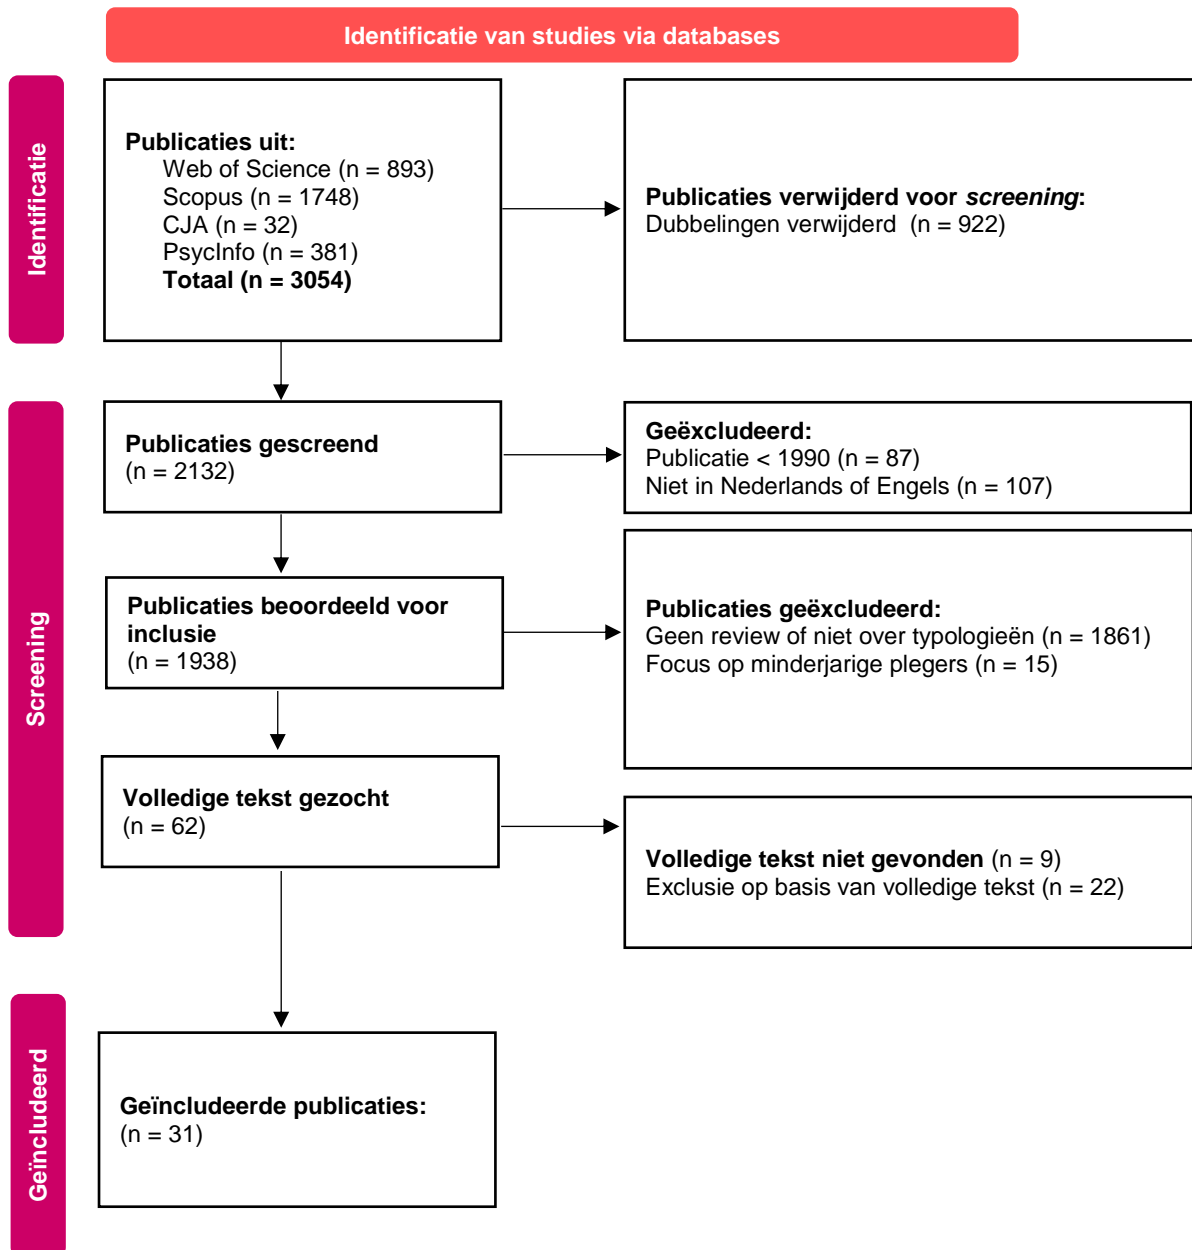 Identificatie van studies via databases
Identificatie
Publicaties uit:
Web of Science (n = 893)
Scopus (n = 1748)
CJA (n = 32)
PsycInfo (n = 381)
Totaal (n = 3054)
Publicaties verwijderd voor screening:
Dubbelingen verwijderd  (n = 922)
Screening
Publicaties gescreend
(n = 2132)
Geëxcludeerd:
Publicatie < 1990 (n = 87)
Niet in Nederlands of Engels (n = 107)
Publicaties beoordeeld voor
inclusie
(n = 1938)
Publicaties geëxcludeerd:
Geen review of niet over typologieën (n = 1861)
Focus op minderjarige plegers (n = 15)
Volledige tekst gezocht
(n = 62)
Volledige tekst niet gevonden (n = 9)
Exclusie op basis van volledige tekst (n = 22)
Geïncludeerd
Geïncludeerde publicaties:
(n = 31)